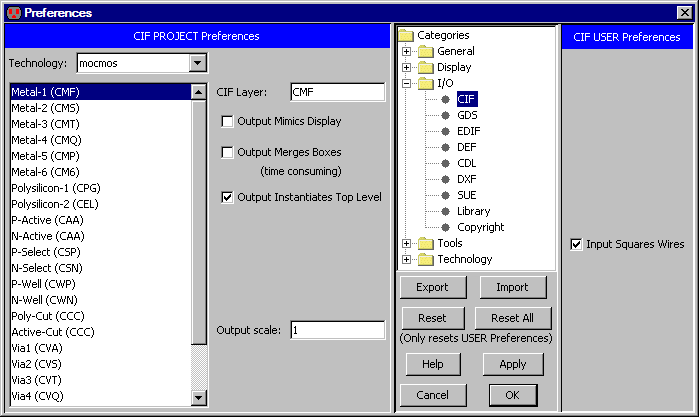 Preferences
CIF PROJECT Preferences
Technology: mocmos
Metal-1 (CMF)
Metal-2 (CMS)
Metal-3 (CMT)
Metal-4 (CMQ)
Metal-5 (CMP)
Metal-6 (CM6)
Polysilicon-1 (CPG)
Polysilicon-2 (CEL)
P-Active (CAA)
N-Active (CAA)
P-Select (CSP)
N-Select (CSN)
P-Well (CWP)
N-Well (CWN)
Poly-Cut (CCC)
Active-Cut (CCC)
Via1 (CVA)
Via2 (CVS)
Via3 (CVT)
Via4 (CVQ)
CIF Layer: CMF
Output Mimics Display
Output Merges Boxes
(time consuming)
Output Instantiates Top Level
Output scale: 1
Categories
General
Display
I/O
CIF
GDS
EDIF
DEF
CDL
DXF
SUE
Library
Copyright
Tools
Technology
Export Import
Reset Reset All
(Only resets USER Preferences)
Help Apply
Cancel OK
CIF USER Preferences
Input Squares Wires